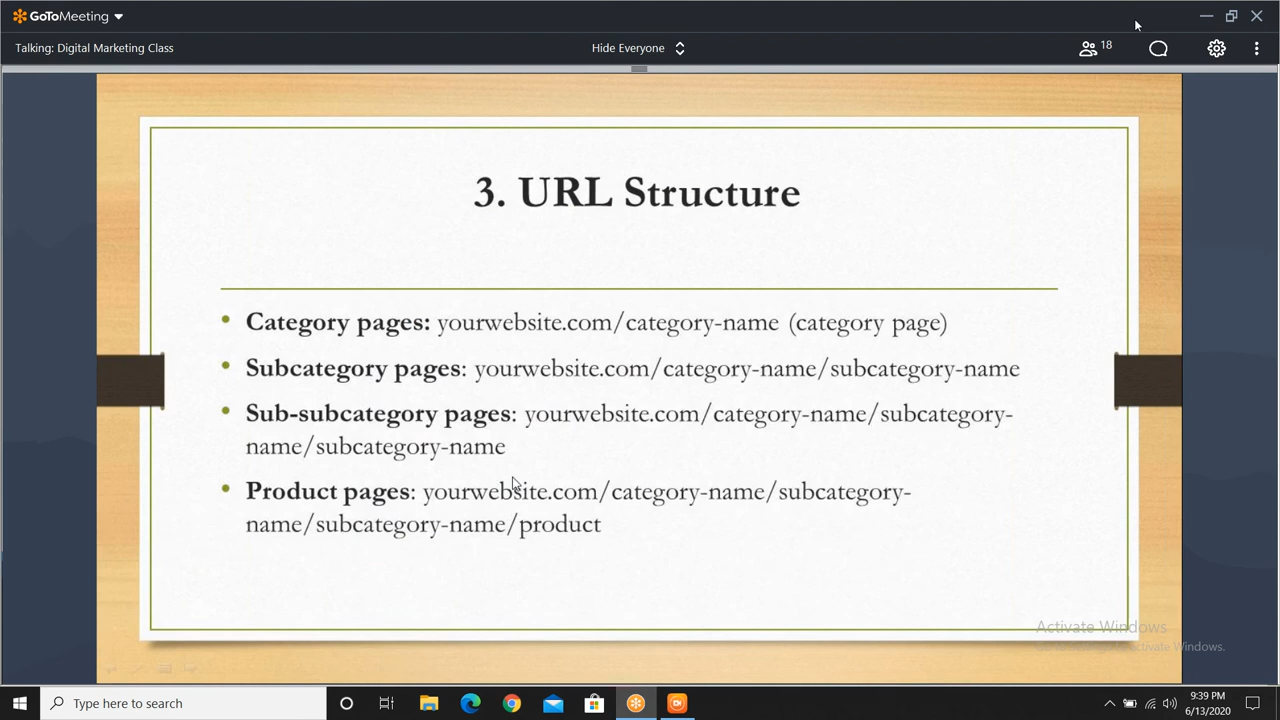 GoToMeeting
Talking: Digital Marketing Class
Hide Everyone
18
3. URL Structure
• Category pages: yourwebsite.com/category-name (category page)
• Subcategory pages: yourwebsite.com/category-name/subcategory-name
• Sub-subcategory pages: yourwebsite.com/category-name/subcategory-
name/subcategory-name
• Product pages: yourwebsite.com/category-name/subcategory-
name/subcategory-name/product
Activate Windows
Activate Windows.
Type here to search
9:39 PM
6/13/2020